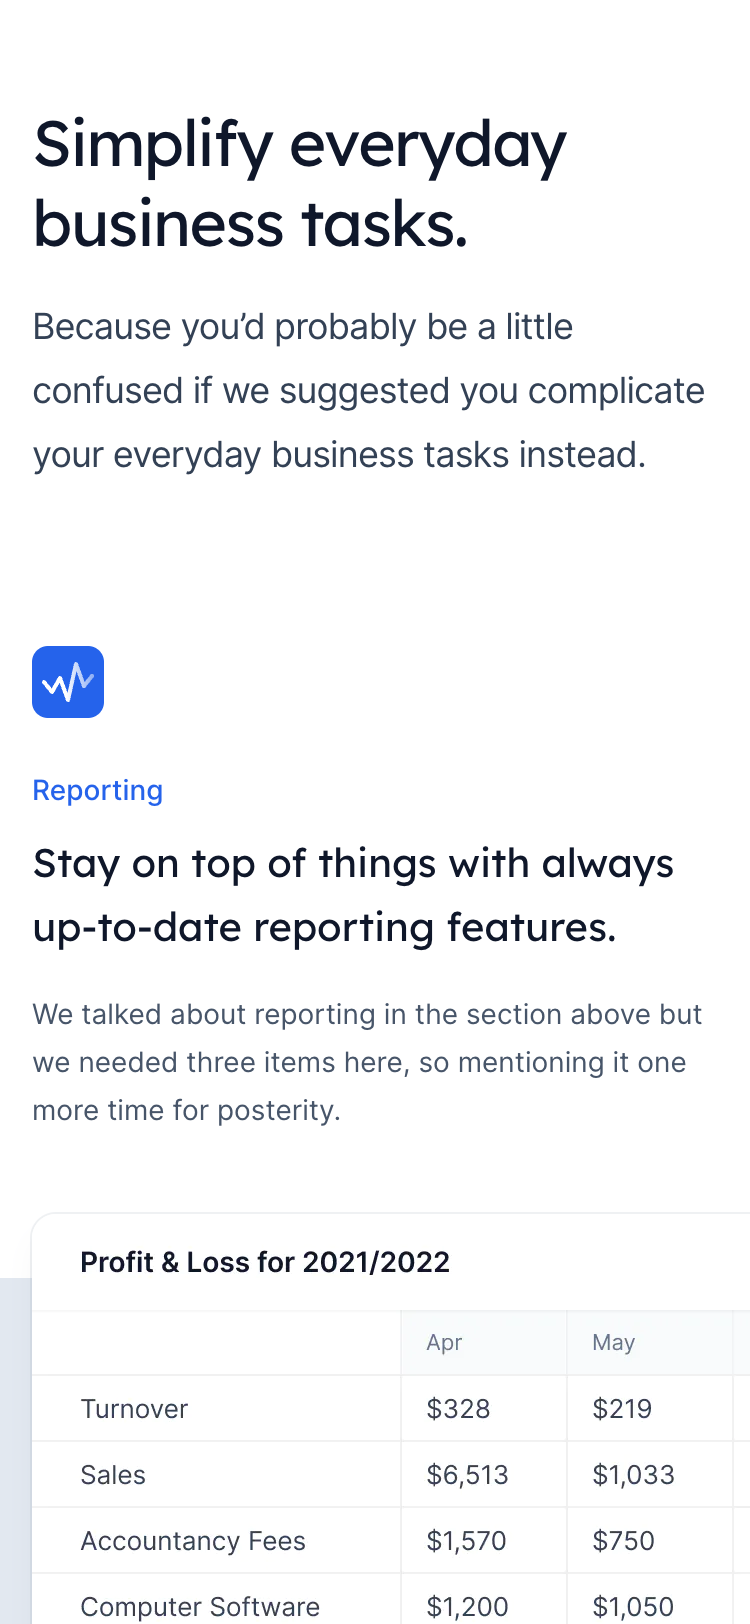 Simplify everyday
business tasks.
Because you’d probably be a little
confused if we suggested you complicate
your everyday business tasks instead.
Reporting
Stay on top of things with always
up-to-date reporting features.
We talked about reporting in the section above but
we needed three items here, so mentioning it one
more time for posterity.
Profit & Loss for 2021/2022
Apr May
Turnover $328 $219
Sales $6,513 $1,033
Accountancy Fees $1,570 $750
Computer Software $1,200 $1,050